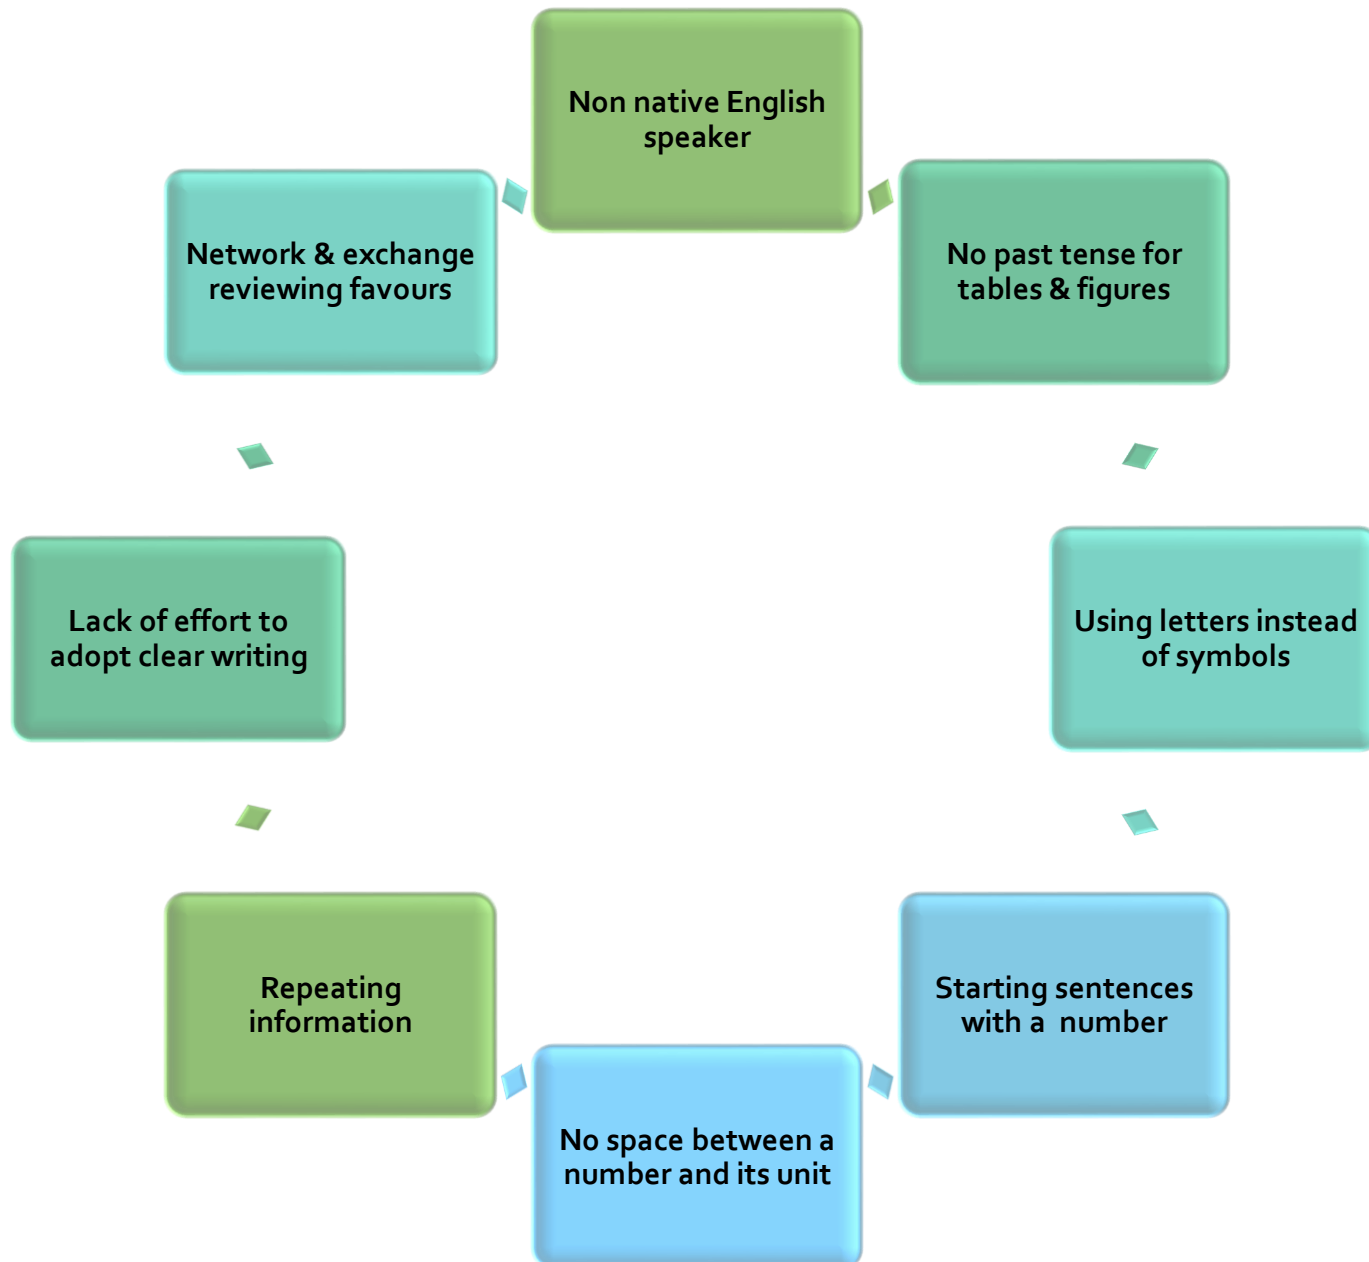 Non native English
speaker
No past tense for
tables & figures
Using letters instead
of symbols
Starting sentences
with a  number
No space between a
number and its unit
Repeating
information
Lack of effort to
adopt clear writing
Network & exchange
reviewing favours